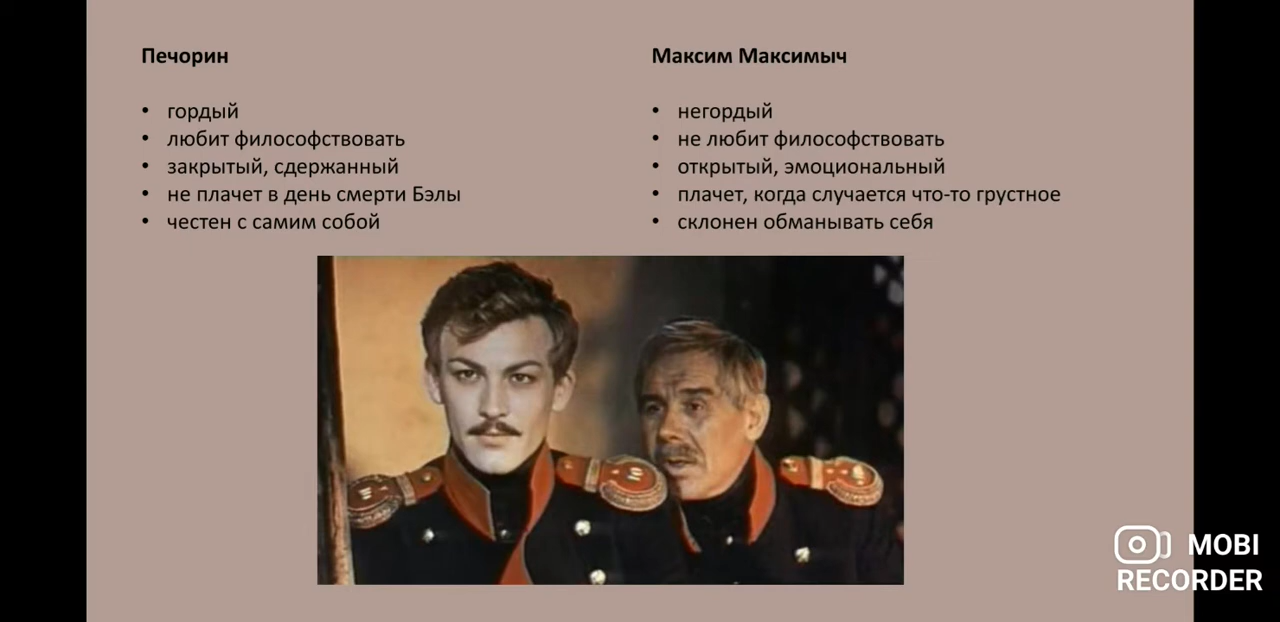 Печорин
• гордый
• любит философствовать
• закрытый, сдержанный
• не плачет в день смерти Бэлы
• честен с самим собой
Максим Максимыч
• негордый
• не любит философствовать
• открытый, эмоциональный
• плачет, когда случается что-то грустное
• склонен обманывать себя
MOBI
RECORDER